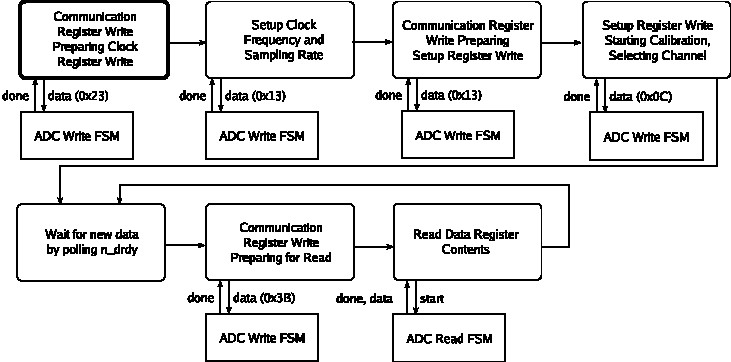 Communication
Register Write
Preparing Clock
Register Write
Setup Clock
Frequency and
Sampling Rate
Communication Register
Write Preparing
Setup Register Write
Setup Register Write
Starting Calibration,
Selecting Channel
done
data (0x23)
done
data (0x13)
done
data (0x13)
done
data (0x0C)
ADC Write FSM
ADC Write FSM
ADC Write FSM
ADC Write FSM
Wait for new data
by polling n_drdy
Communication
Register Write
Preparing for Read
Read Data Register
Contents
done
data (0x3B)
done, data
start
ADC Write FSM
ADC Read FSM